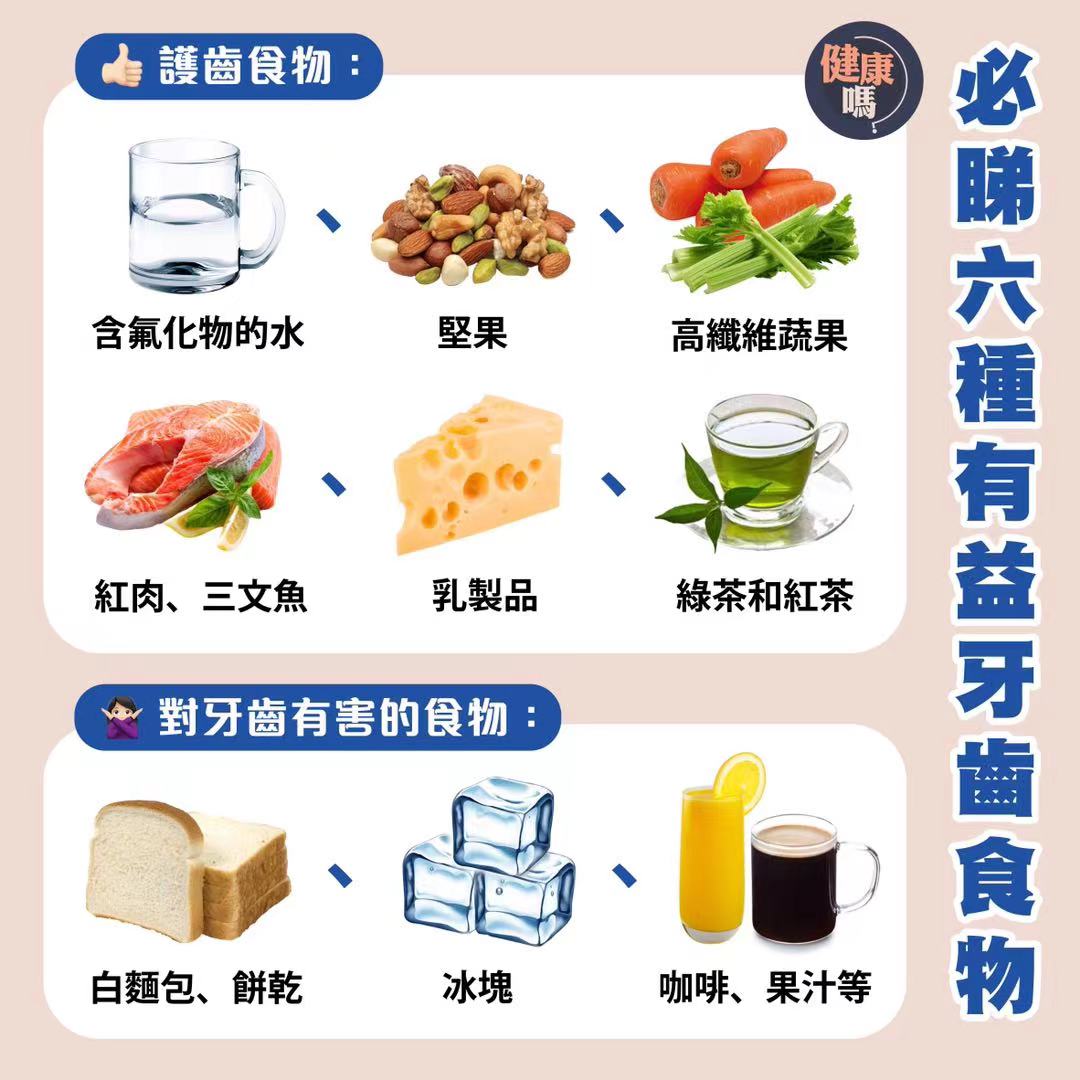 護齒食物：
健康
嗎
必睇六種有益牙齒食物
含氟化物的水
堅果
高纖維蔬果
紅肉、三文魚
乳製品
綠茶和紅茶
對牙齒有害的食物：
白麵包、餅乾
冰塊
咖啡、果汁等